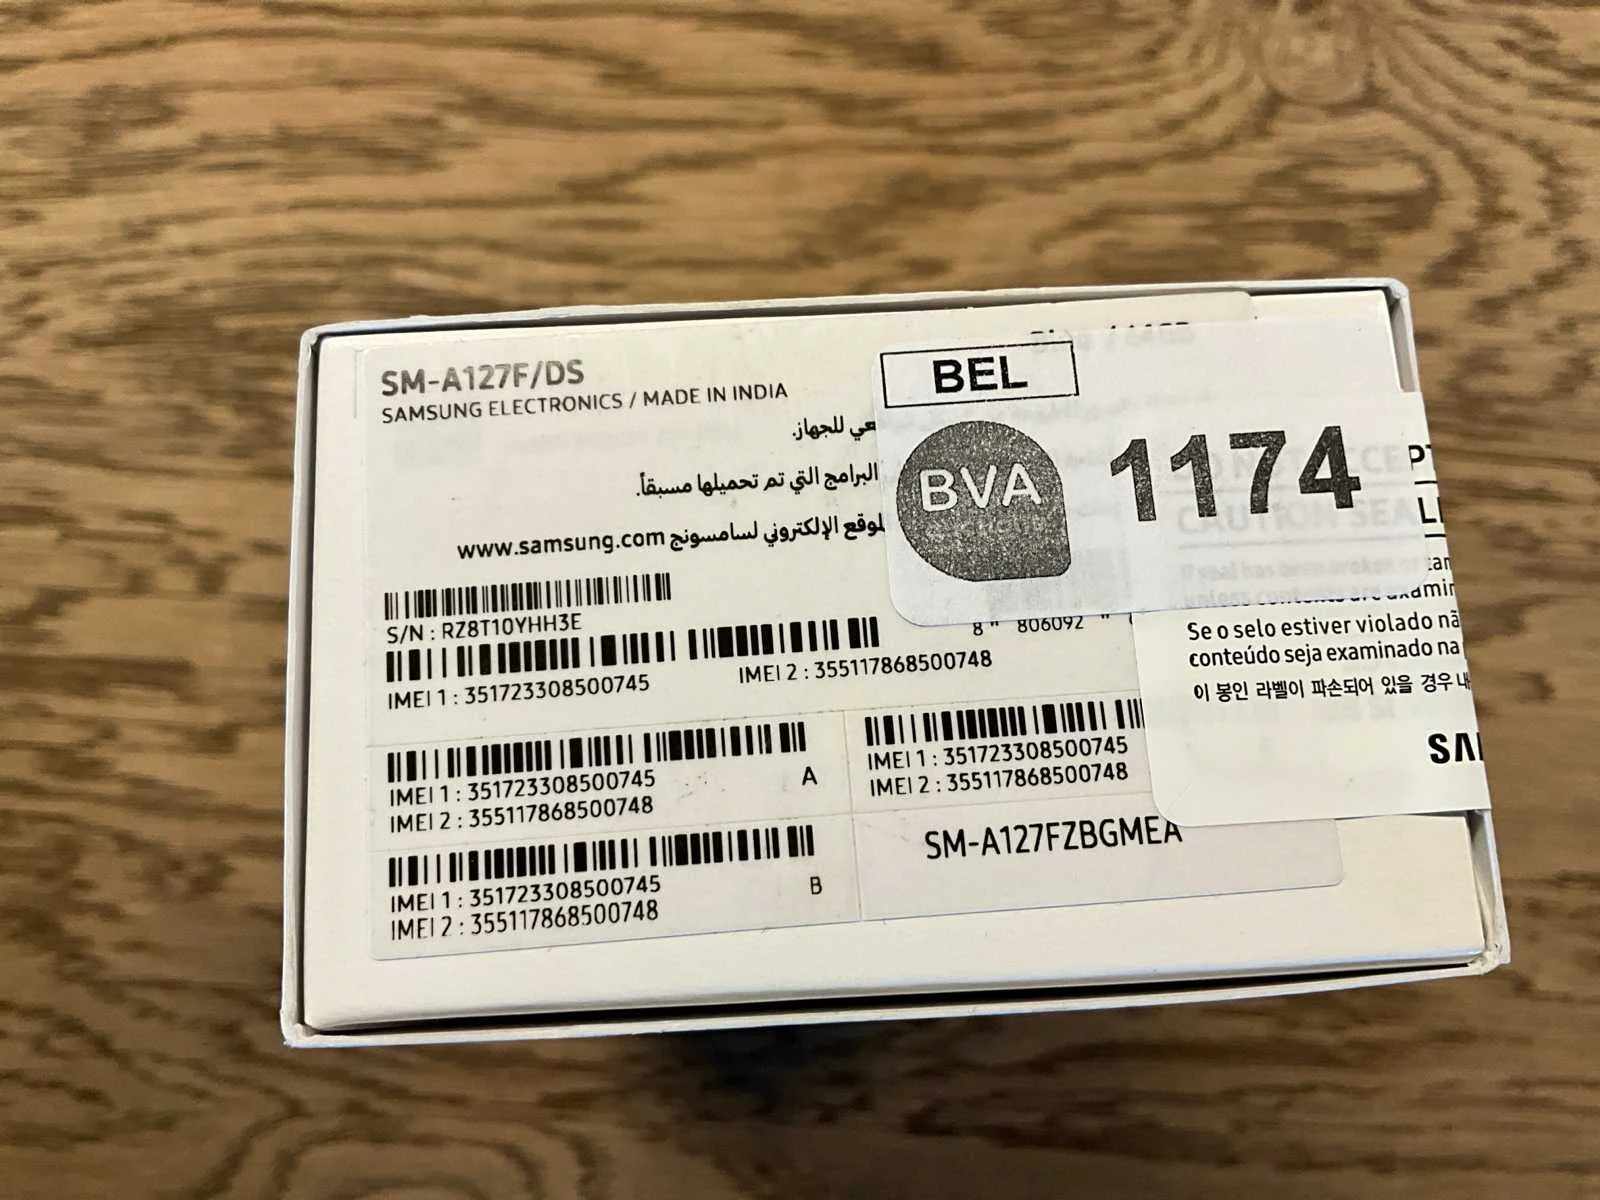 SM-A127F/DS
SAMSUNG ELECTRONICS / MADE IN INDIA
BEL
BVA
1174
للجهاز.
البرامج التي تم تحميلها مسبقاً.
الإلكتروني لسامسونج www.samsung.com
S/N : RZ8T10YHH3E
IMEI 1 : 351723308500745
IMEI 2 : 355117868500748
8 806092
IMEI 1 : 351723308500745
IMEI 2 : 355117868500748
A
IMEI 1 : 351723308500745
IMEI 2 : 355117868500748
IMEI 1 : 351723308500745
IMEI 2 : 355117868500748
B
SM-A127FZBGMEA
CAUTION SEAL
Se o selo estiver violado nã
conteúdo seja examinado na
이 봉인 라벨이 파손되어 있을 경우 내